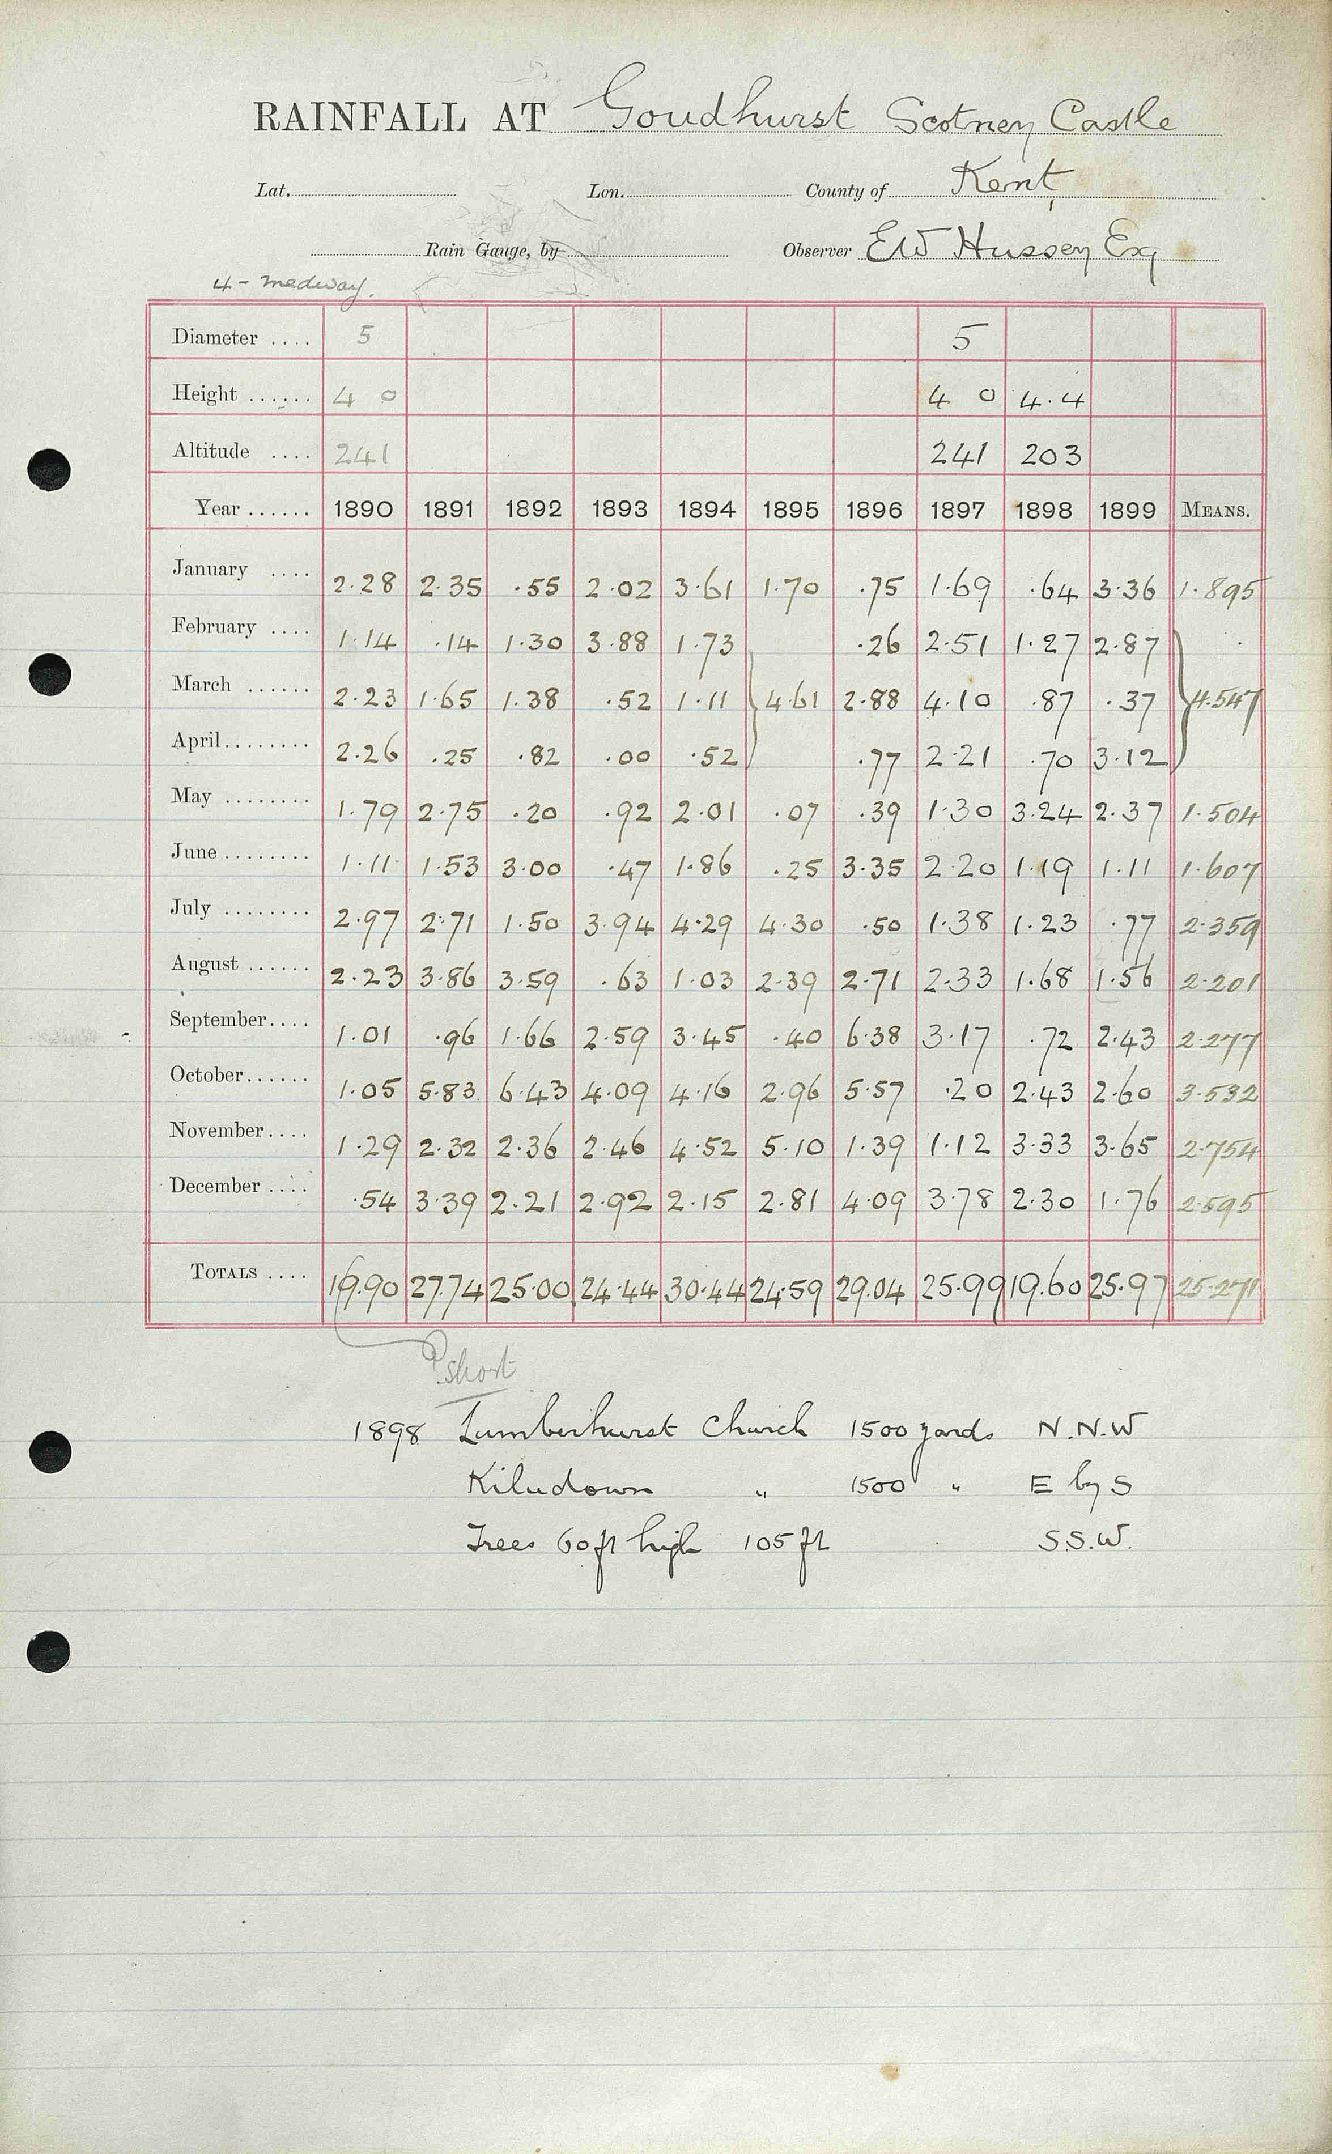 RAINFALL AT Goudhurst Scotney Castle
Lat. Lon. County of Kent
Rain Gauge, by Observer EW Hussey Esq
4 - Medway.
Diameter .... 5 5
Height ...... 4 0 4 0 4.4
Altitude .... 241 241 203
Year ...... 1890 1891 1892 1893 1894 1895 1896 1897 1898 1899 MEANS.
January .... 2.28 2.35 .55 2.02 3.61 1.70 .75 1.69 .64 3.36 1.895
February .... 1.14 .14 1.30 3.88 1.73 .26 2.51 1.27 2.87
March ...... 2.23 1.65 1.38 .52 1.11 4.61 2.88 4.10 .87 .37 4.547
April........ 2.26 .25 .82 .00 .52 .77 2.21 .70 3.12
May ........ 1.79 2.75 .20 .92 2.01 .07 .39 1.30 3.24 2.37 1.504
June ........ 1.11 1.53 3.00 .47 1.86 .25 3.35 2.20 1.19 1.11 1.607
July ........ 2.97 2.71 1.50 3.94 4.29 4.30 .50 1.38 1.23 .77 2.359
August ...... 2.23 3.86 3.59 .63 1.03 2.39 2.71 2.33 1.68 1.56 2.201
September.... 1.01 .96 1.66 2.59 3.45 .40 6.38 3.17 .72 2.43 2.277
October...... 1.05 5.83 6.43 4.09 4.16 2.96 5.57 .20 2.43 2.60 3.532
November.... 1.29 2.32 2.36 2.46 4.52 5.10 1.39 1.12 3.33 3.65 2.754
December .... .54 3.39 2.21 2.92 2.15 2.81 4.09 3.78 2.30 1.76 2.595
TOTALS .... 19.90 27.74 25.00 24.44 30.44 24.59 29.04 25.99 19.60 25.97 25.271
? short
1898 Lamberhurst Church 1500 yards N.N.W
Kilndown " 1500 " E by S
Trees 60 ft high 105 ft S.S.W.